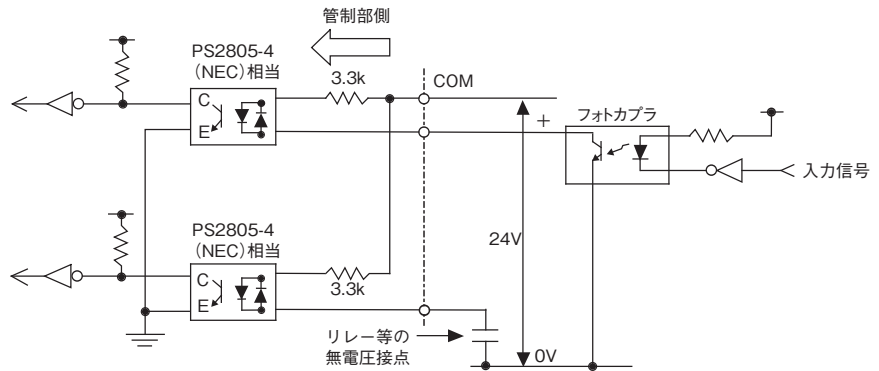 管制部側
PS2805-4
（NEC）相当
3.3k
COM
C
E
+
フォトカプラ
入力信号
24V
PS2805-4
（NEC）相当
C
E
3.3k
リレー等の
無電圧接点
0V